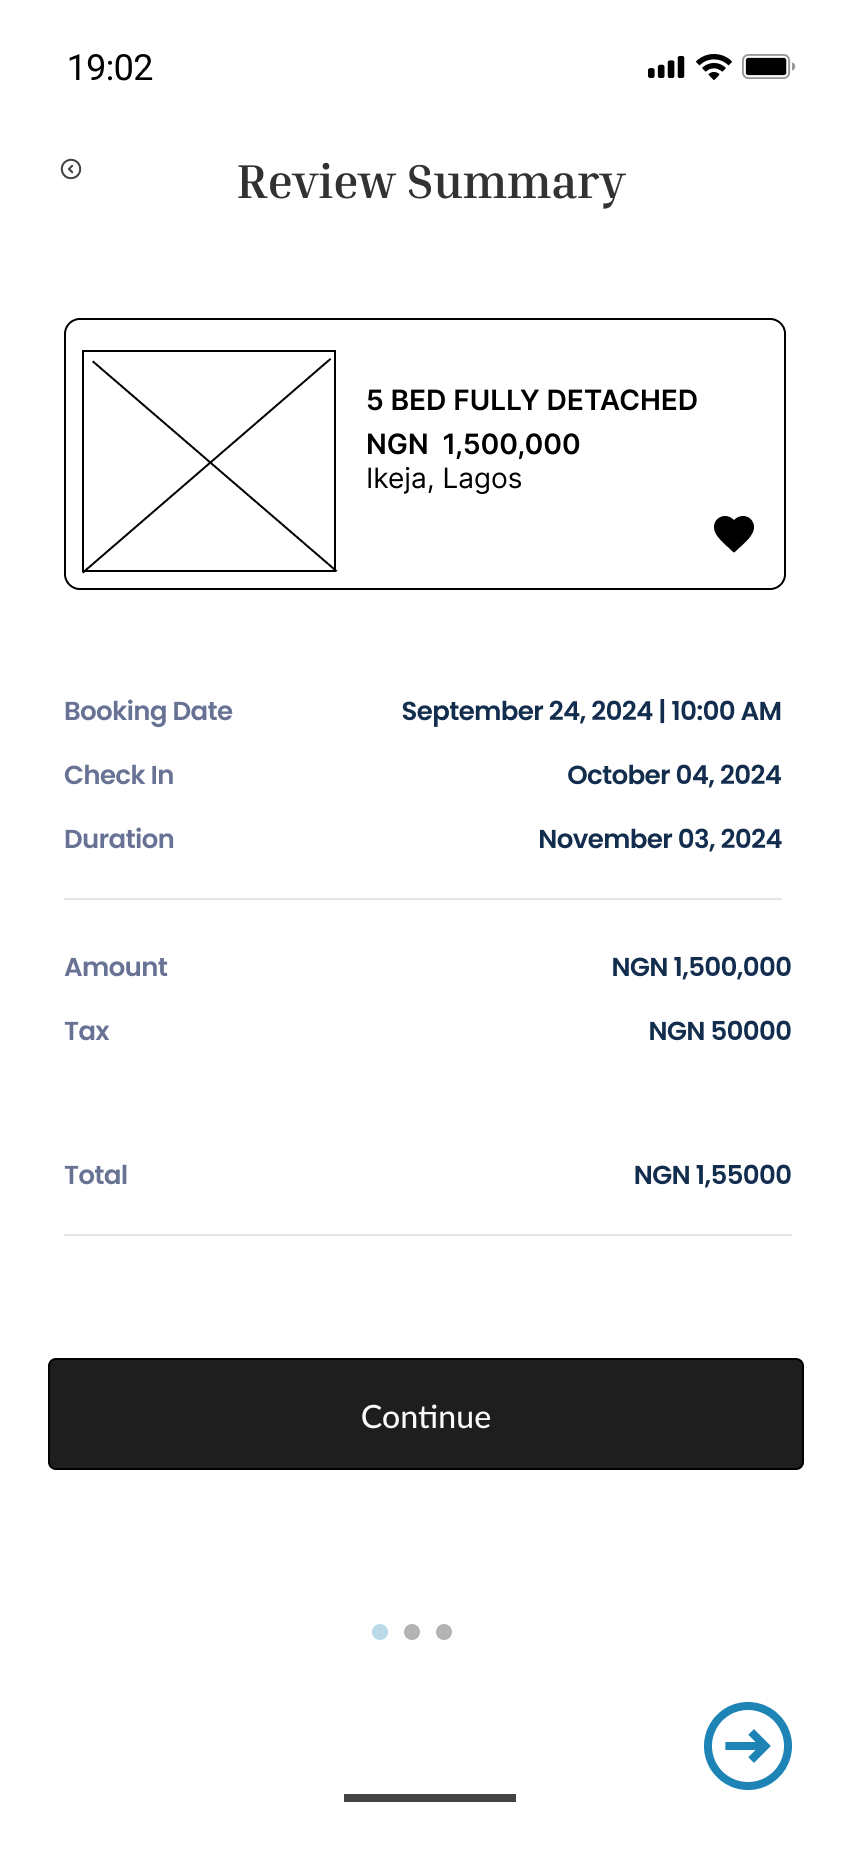 19:02
Review Summary
5 BED FULLY DETACHED
NGN  1,500,000
Ikeja, Lagos
Booking Date September 24, 2024 | 10:00 AM
Check In October 04, 2024
Duration November 03, 2024
Amount NGN 1,500,000
Tax NGN 50000
Total NGN 1,55000
Continue